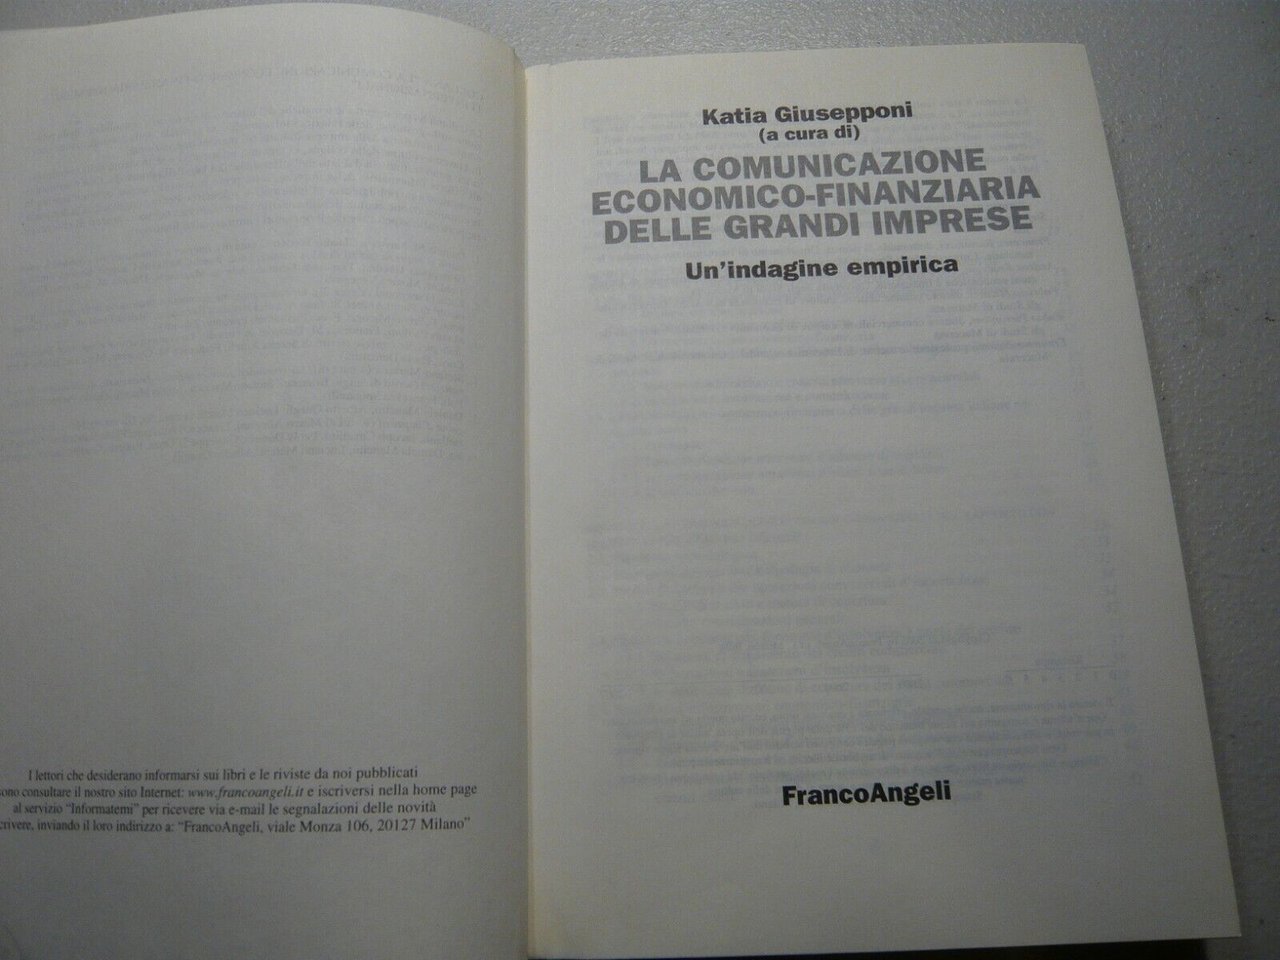 I lettori che desiderano informarsi sui libri e le riviste da noi pubblicati
consultare il nostro sito Internet: www.francoangeli.it e iscriversi nella home page
al servizio "Informatemi" per ricevere via e-mail le segnalazioni delle novità
inviando il loro indirizzo a: "FrancoAngeli, viale Monza 106, 20127 Milano"
Katia Giusepponi
(a cura di)
LA COMUNICAZIONE
ECONOMICO-FINANZIARIA
DELLE GRANDI IMPRESE
Un'indagine empirica
FrancoAngeli